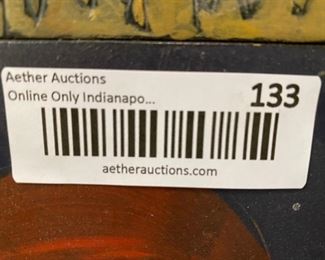 Aether Auctions
Online Only Indianapo...
133
aetherauctions.com